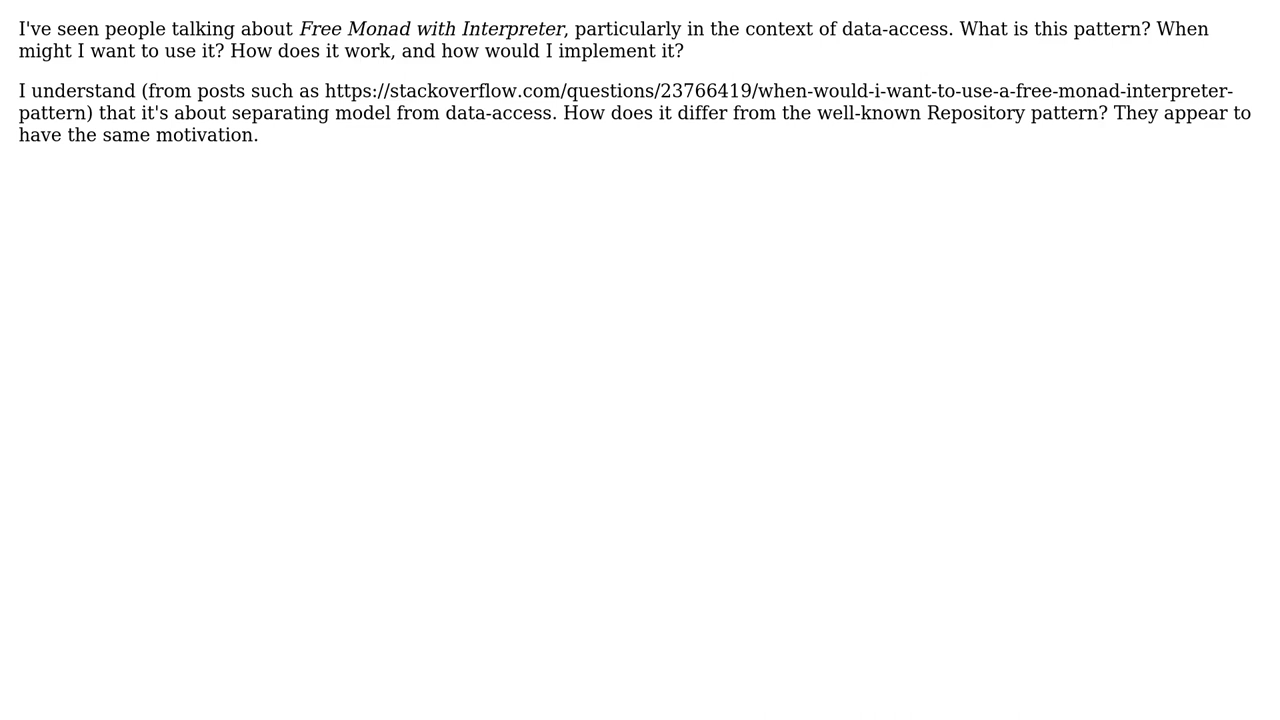 I've seen people talking about Free Monad with Interpreter, particularly in the context of data-access. What is this pattern? When
might I want to use it? How does it work, and how would I implement it?
I understand (from posts such as https://stackoverflow.com/questions/23766419/when-would-i-want-to-use-a-free-monad-interpreter-
pattern) that it's about separating model from data-access. How does it differ from the well-known Repository pattern? They appear to
have the same motivation.